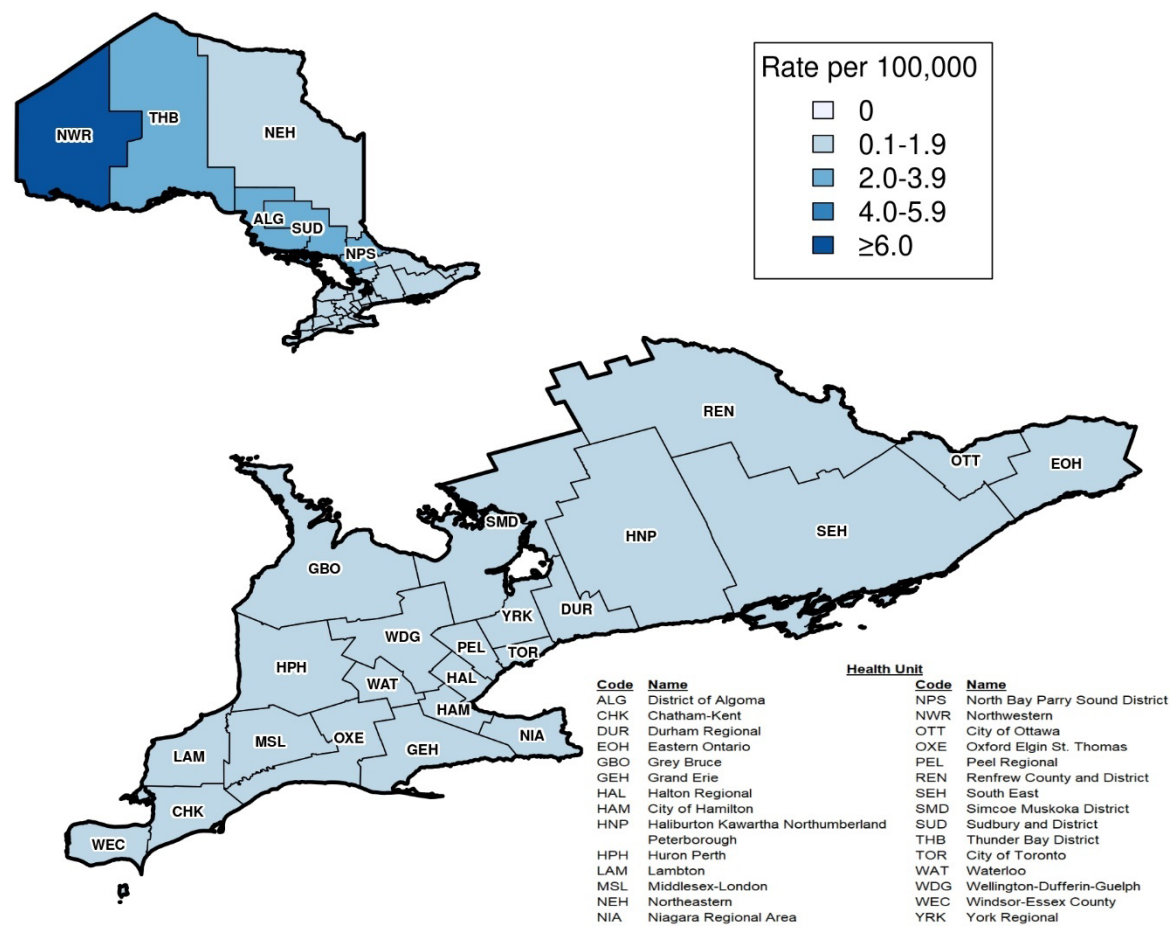 Rate per 100,000
0
0.1-1.9
2.0-3.9
4.0-5.9
≥6.0
NWR
THB
NEH
ALG
SUD
NPS
REN
OTT
EOH
SMD
HNP
SEH
GBO
YRK
DUR
WDG
PEL
TOR
HPH
WAT
HAL
HAM
MSL
OXE
GEH
NIA
LAM
CHK
WEC
Health Unit
Code Name
ALG District of Algoma
CHK Chatham-Kent
DUR Durham Regional
EOH Eastern Ontario
GBO Grey Bruce
GEH Grand Erie
HAL Halton Regional
HAM City of Hamilton
HNP Haliburton Kawartha Northumberland
Peterborough
HPH Huron Perth
LAM Lambton
MSL Middlesex-London
NEH Northeastern
NIA Niagara Regional Area
Code Name
NPS North Bay Parry Sound District
NWR Northwestern
OTT City of Ottawa
OXE Oxford Elgin St. Thomas
PEL Peel Regional
REN Renfrew County and District
SEH South East
SMD Simcoe Muskoka District
SUD Sudbury and District
THB Thunder Bay District
TOR City of Toronto
WAT Waterloo
WDG Wellington-Dufferin-Guelph
WEC Windsor-Essex County
YRK York Regional